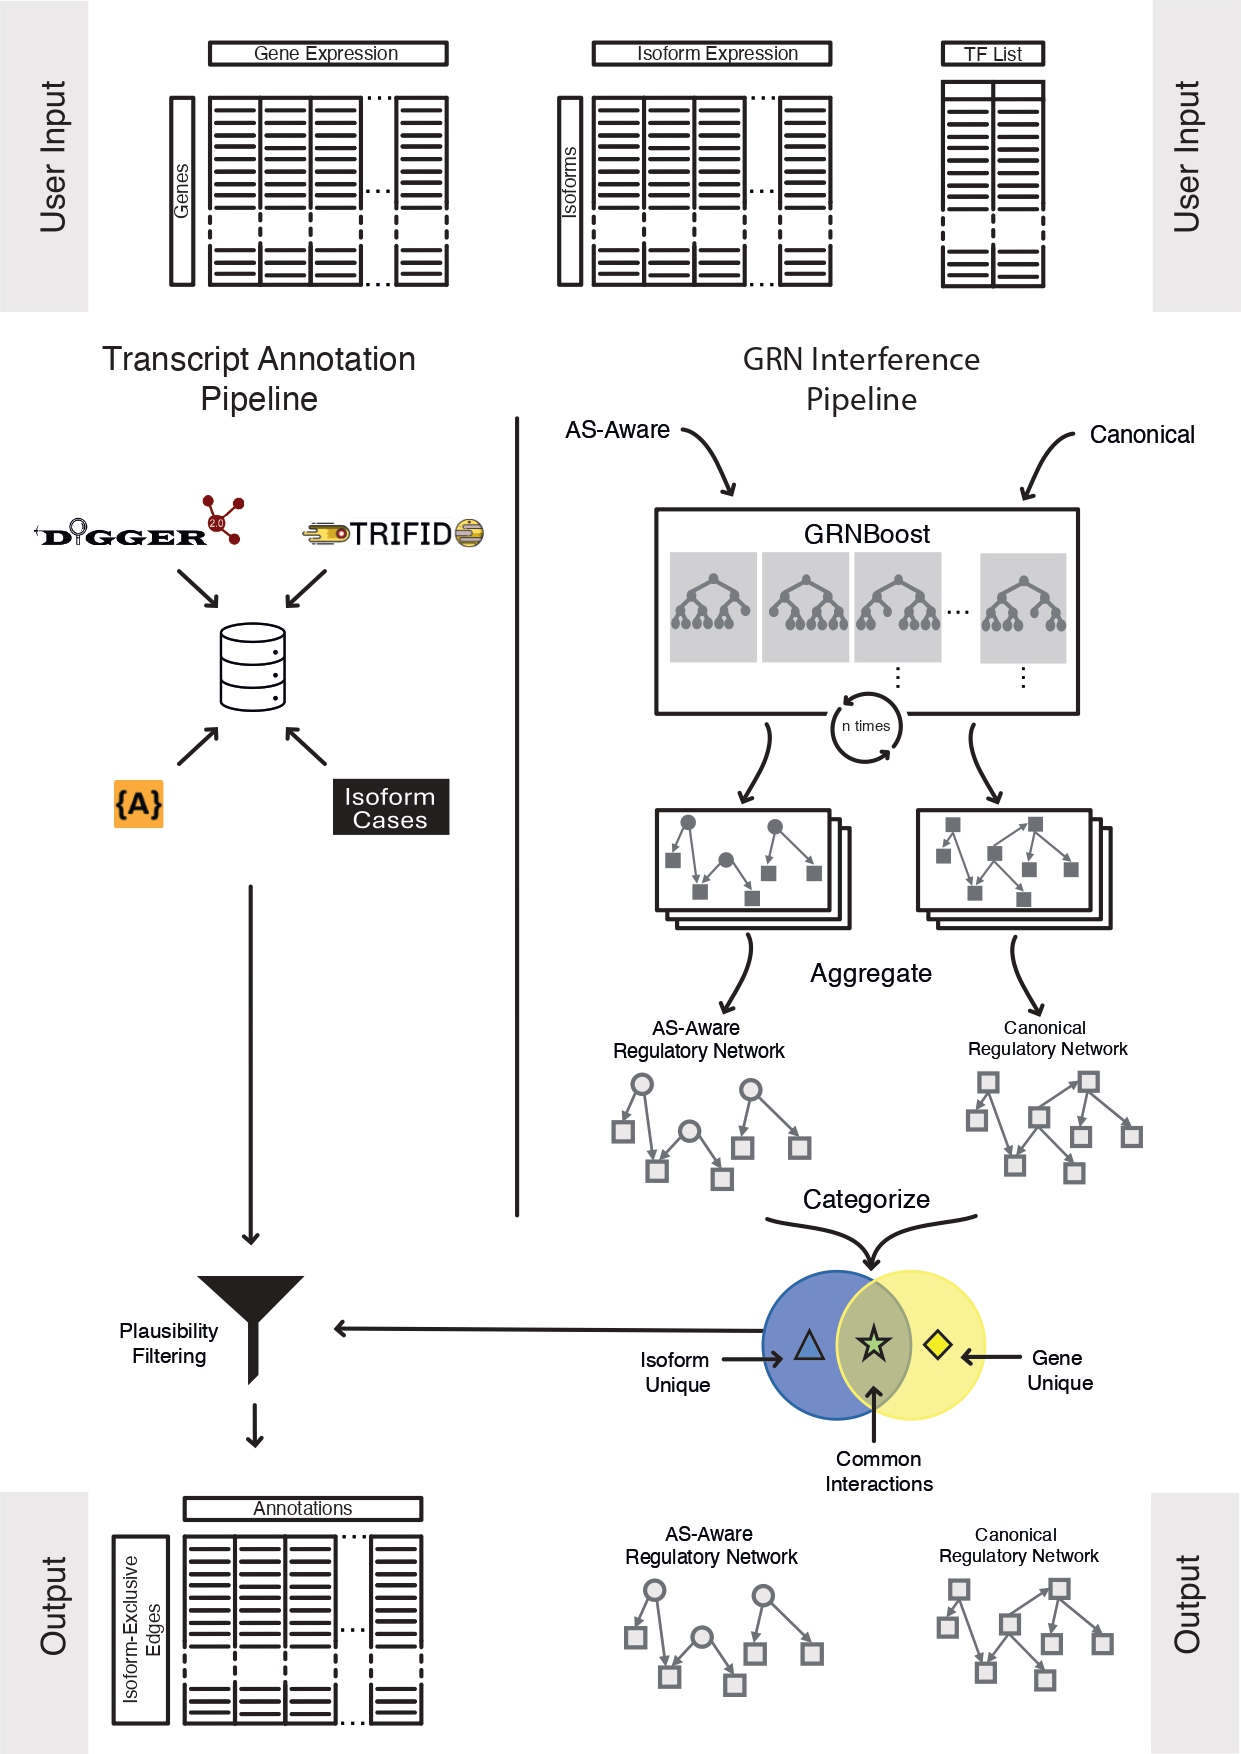 User Input
Gene Expression
Genes
Isoform Expression
Isoforms
TF List
User Input
Transcript Annotation
Pipeline
GRN Interference
Pipeline
AS-Aware
Canonical
DIGGER 2.0
TRIFID
{A}
Isoform
Cases
GRNBoost
n times
Aggregate
AS-Aware
Regulatory Network
Canonical
Regulatory Network
Categorize
Plausibility
Filtering
Isoform
Unique
Gene
Unique
Common
Interactions
Output
Annotations
Isoform-Exclusive
Edges
AS-Aware
Regulatory Network
Canonical
Regulatory Network
Output